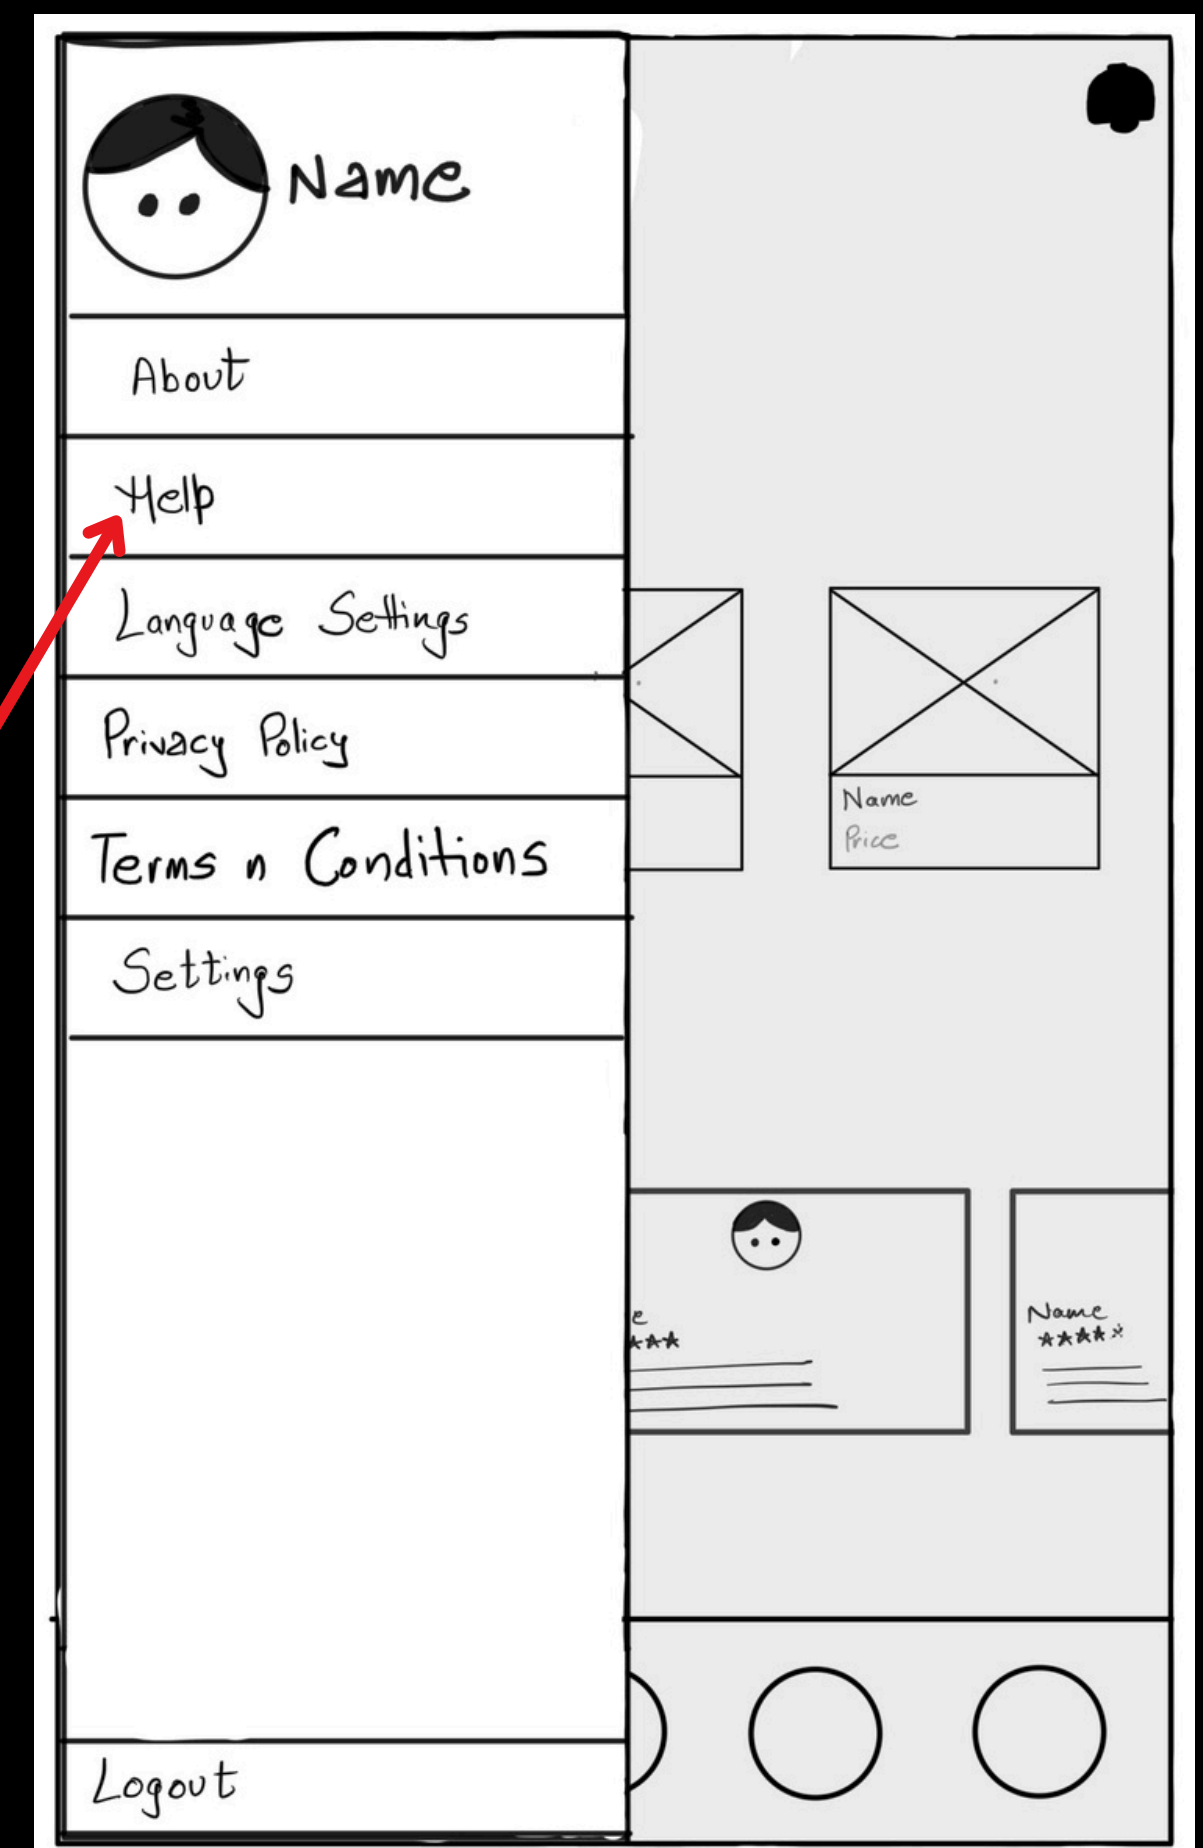 Name
About
Help
Language Settings
Privacy Policy
Terms n Conditions
Settings
Logout
Name
Price
e
Name